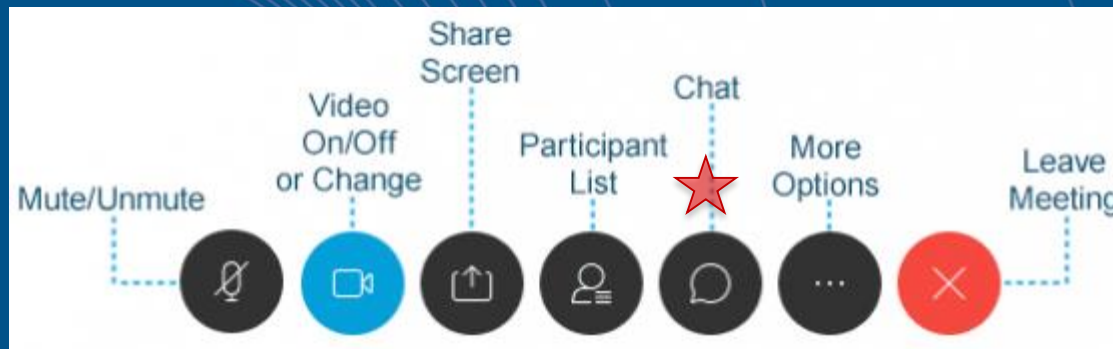 Mute/Unmute
Video
On/Off
or Change
Share
Screen
Participant
List
Chat
More
Options
Leave
Meeting